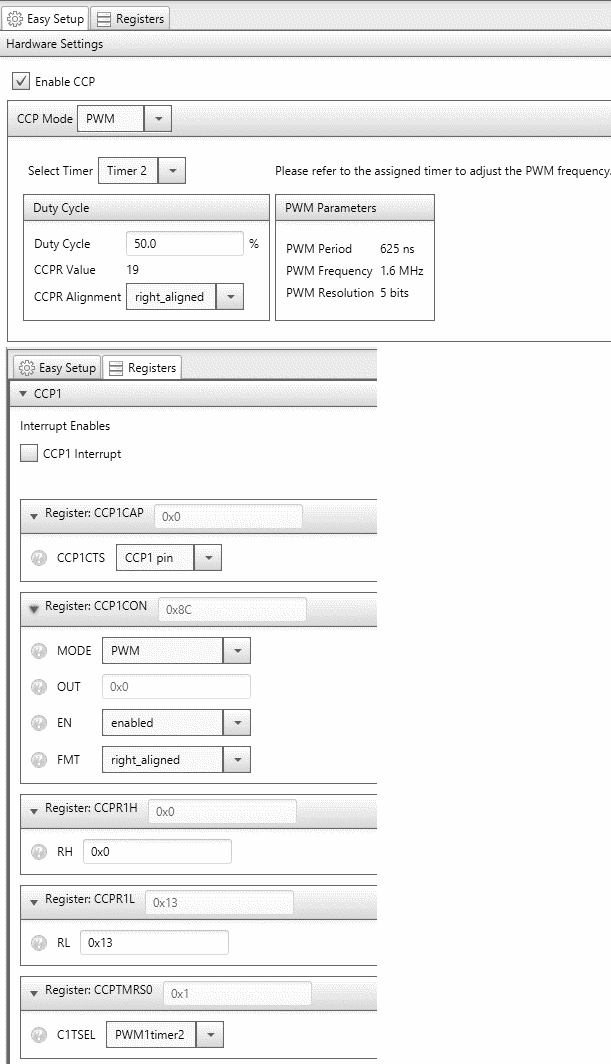 Easy Setup Registers
Hardware Settings
Enable CCP
CCP Mode PWM
Select Timer Timer 2 Please refer to the assigned timer to adjust the PWM frequency.
Duty Cycle PWM Parameters
Duty Cycle 50.0 % PWM Period 625 ns
CCPR Value 19 PWM Frequency 1.6 MHz
CCPR Alignment right_aligned PWM Resolution 5 bits
Easy Setup Registers
CCP1
Interrupt Enables
CCP1 Interrupt
Register: CCP1CAP 0x0
CCP1CTS CCP1 pin
Register: CCP1CON 0x8C
MODE PWM
OUT 0x0
EN enabled
FMT right_aligned
Register: CCPR1H 0x0
RH 0x0
Register: CCPR1L 0x13
RL 0x13
Register: CCPTMRS0 0x1
C1TSEL PWM1timer2